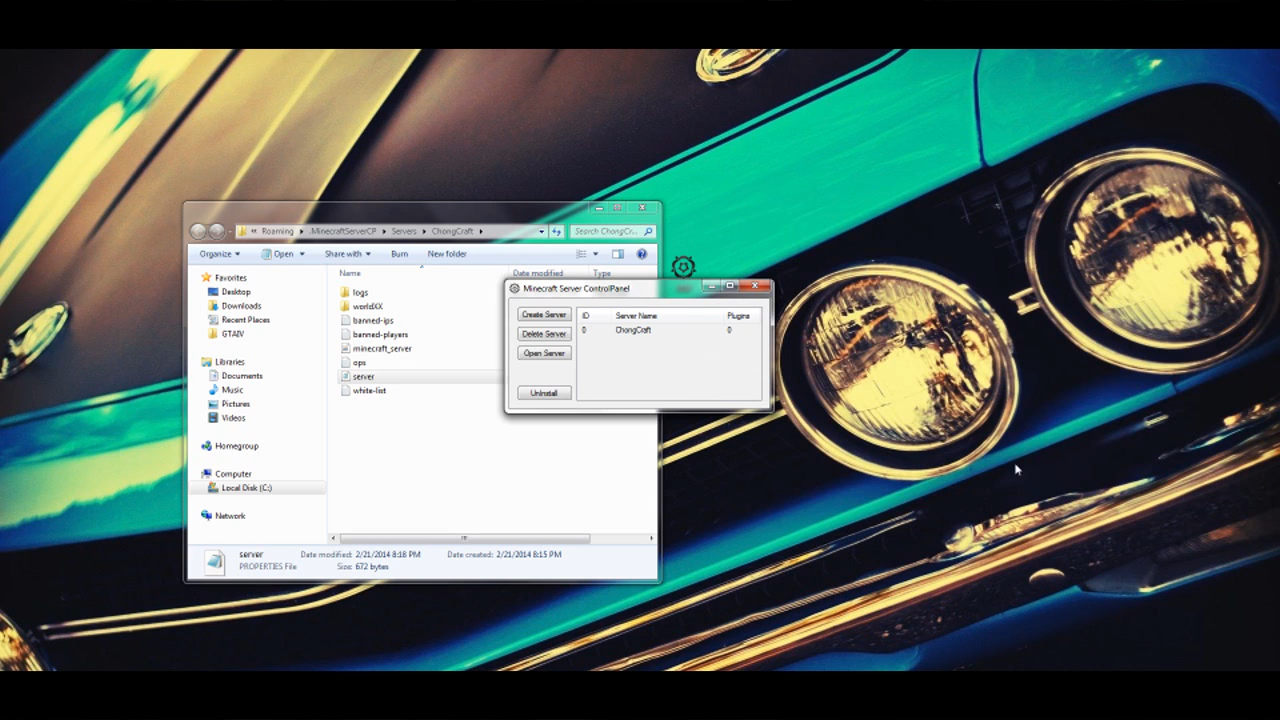 Roaming MinecraftServerCP Servers ChongCraft
Search ChongCr...
Organize Open Share with Burn New folder
Name Date modified Type
Favorites
Desktop
Downloads
Recent Places
GTAIV
Libraries
Documents
Music
Pictures
Videos
Homegroup
Computer
Local Disk (C:)
Network
logs
worldXX
banned-ips
banned-players
minecraft_server
ops
server
white-list
server Date modified: 2/21/2014 8:18 PM Date created: 2/21/2014 8:15 PM
PROPERTIES File Size: 672 bytes
Minecraft Server ControlPanel
Create Server
Delete Server
Open Server
UnInstall
ID Server Name Plugins
0 ChongCraft 0